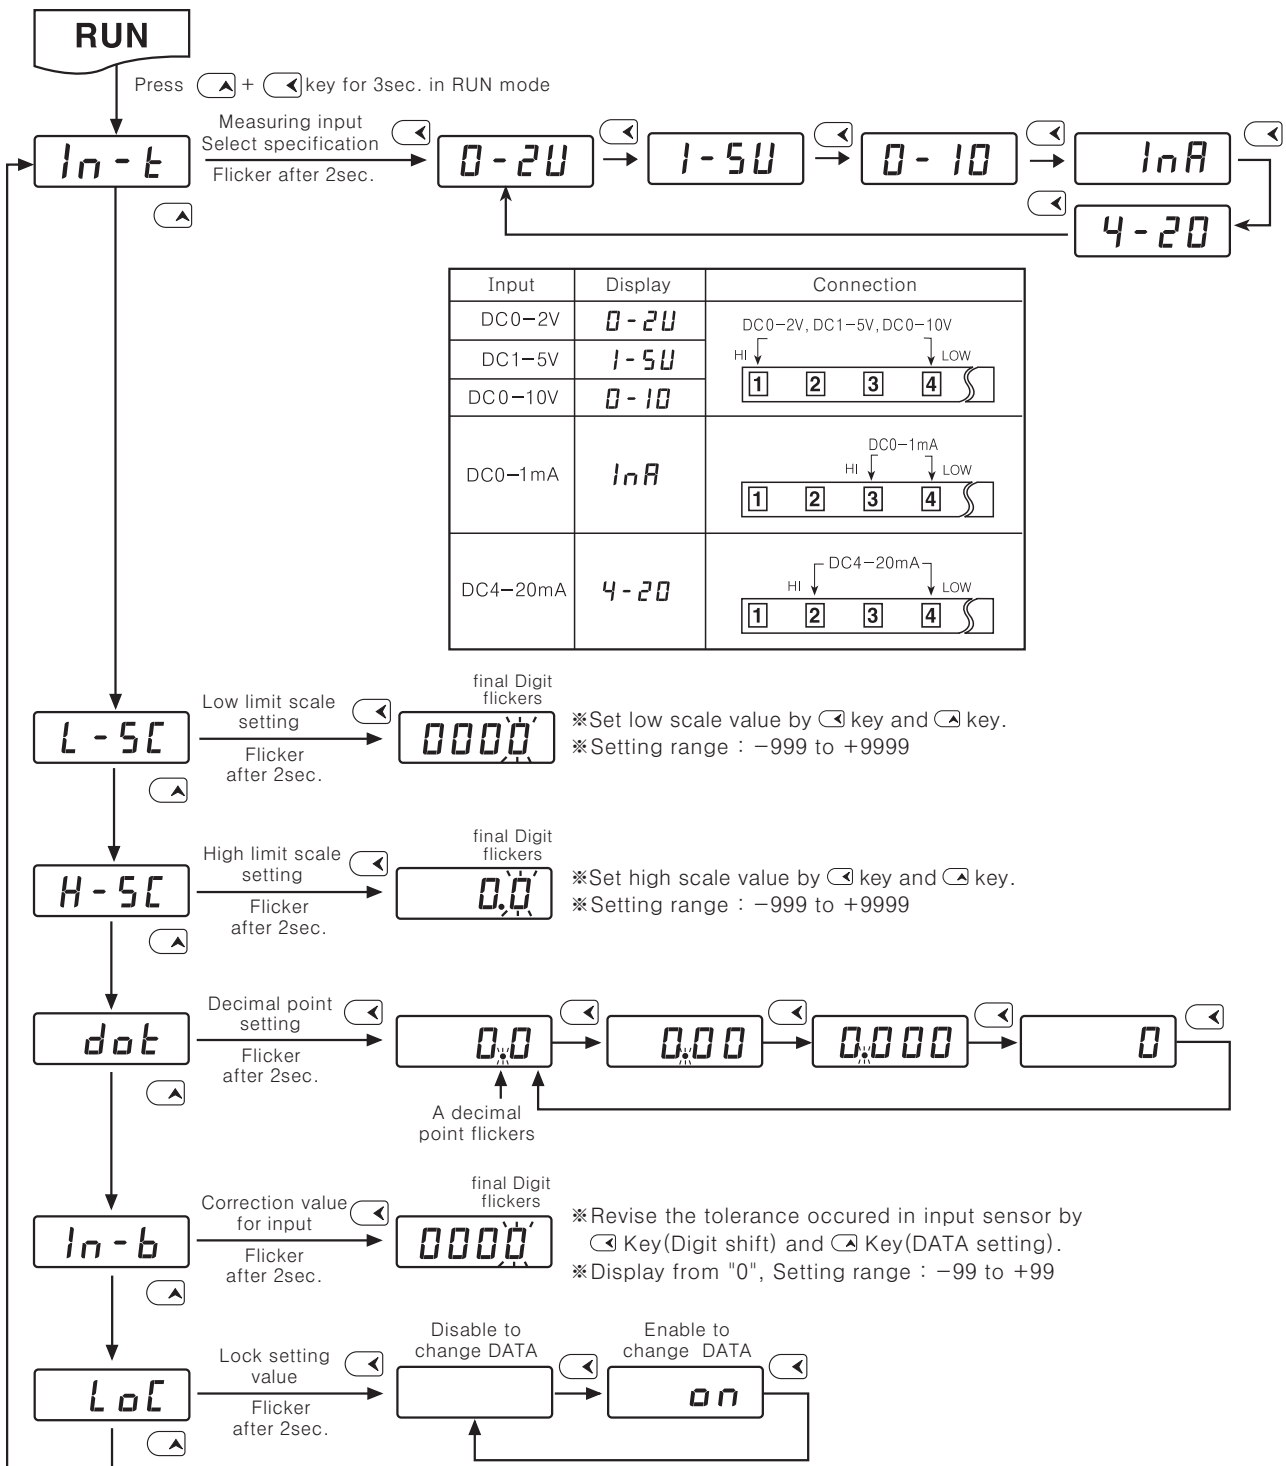 RUN
Press + key for 3sec. in RUN mode
In-t
Measuring input
Select specification
Flicker after 2sec.
0-2U
1-5U
0-10
1nA
4-20
Input Display Connection
DC0-2V 0-2U
DC1-5V 1-5U
DC0-10V 0-10
DC0-2V, DC1-5V, DC0-10V
HI LOW
1 2 3 4
DC0-1mA 1nA
DC0-1mA
HI LOW
1 2 3 4
DC4-20mA 4-20
DC4-20mA
HI LOW
1 2 3 4
L-SC
Low limit scale
setting
Flicker
after 2sec.
final Digit
flickers
0000
※Set low scale value by key and key.
※Setting range : -999 to +9999
H-SC
High limit scale
setting
Flicker
after 2sec.
final Digit
flickers
0.0
※Set high scale value by key and key.
※Setting range : -999 to +9999
dot
Decimal point
setting
Flicker
after 2sec.
0.0
0.00
0.000
0
A decimal
point flickers
In-b
Correction value
for input
Flicker
after 2sec.
final Digit
flickers
0000
※Revise the tolerance occured in input sensor by
Key(Digit shift) and Key(DATA setting).
※Display from "0", Setting range : -99 to +99
LoC
Lock setting
value
Flicker
after 2sec.
Disable to
change DATA
Enable to
change DATA
on